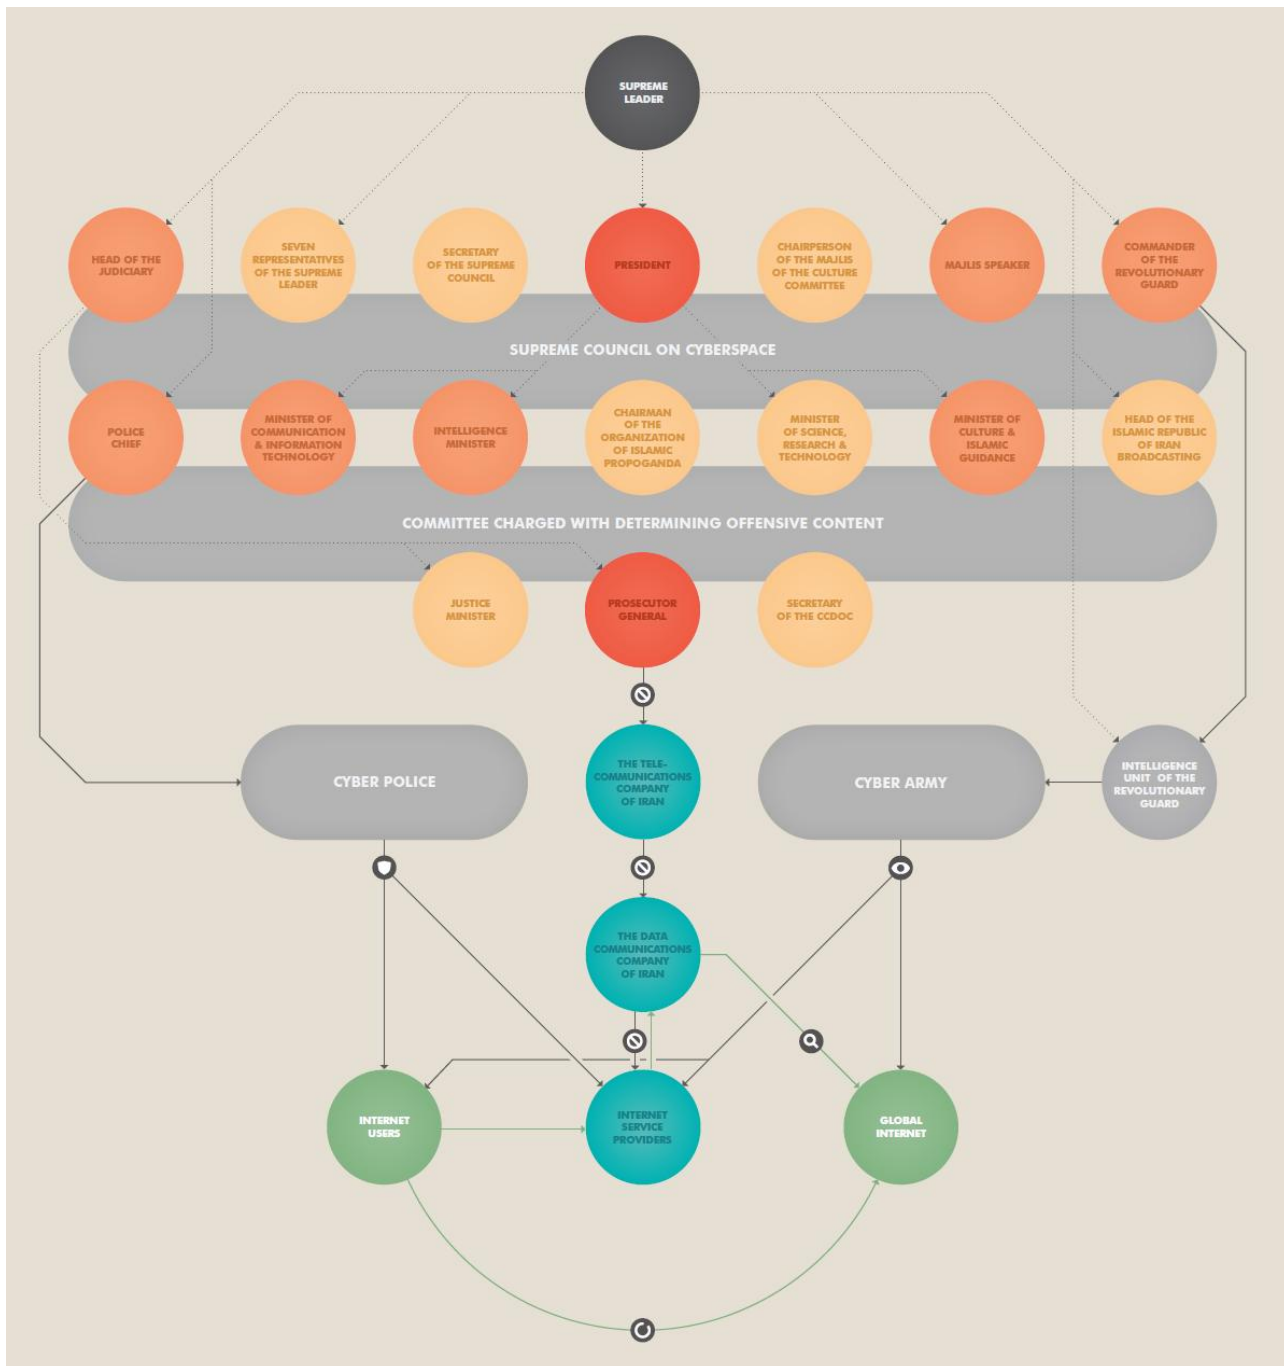 SUPREME
LEADER
HEAD OF THE
JUDICIARY
SEVEN
REPRESENTATIVES
OF THE SUPREME
LEADER
SECRETARY
OF THE SUPREME
COUNCIL
PRESIDENT
CHAIRPERSON
OF THE MAJLIS
OF THE CULTURE
COMMITTEE
MAJLIS SPEAKER
COMMANDER
OF THE
REVOLUTIONARY
GUARD
SUPREME COUNCIL ON CYBERSPACE
POLICE
CHIEF
MINISTER OF
COMMUNICATION
& INFORMATION
TECHNOLOGY
INTELLIGENCE
MINISTER
CHAIRMAN
OF THE
ORGANIZATION
OF ISLAMIC
PROPOGANDA
MINISTER
OF SCIENCE,
RESEARCH &
TECHNOLOGY
MINISTER OF
CULTURE &
ISLAMIC
GUIDANCE
HEAD OF THE
ISLAMIC REPUBLIC
OF IRAN
BROADCASTING
COMMITTEE CHARGED WITH DETERMINING OFFENSIVE CONTENT
JUSTICE
MINISTER
PROSECUTOR
GENERAL
SECRETARY
OF THE CCDOC
CYBER POLICE
THE TELE-
COMMUNICATIONS
COMPANY
OF IRAN
CYBER ARMY
INTELLIGENCE
UNIT OF THE
REVOLUTIONARY
GUARD
THE DATA
COMMUNICATIONS
COMPANY
OF IRAN
INTERNET
USERS
INTERNET
SERVICE
PROVIDERS
GLOBAL
INTERNET